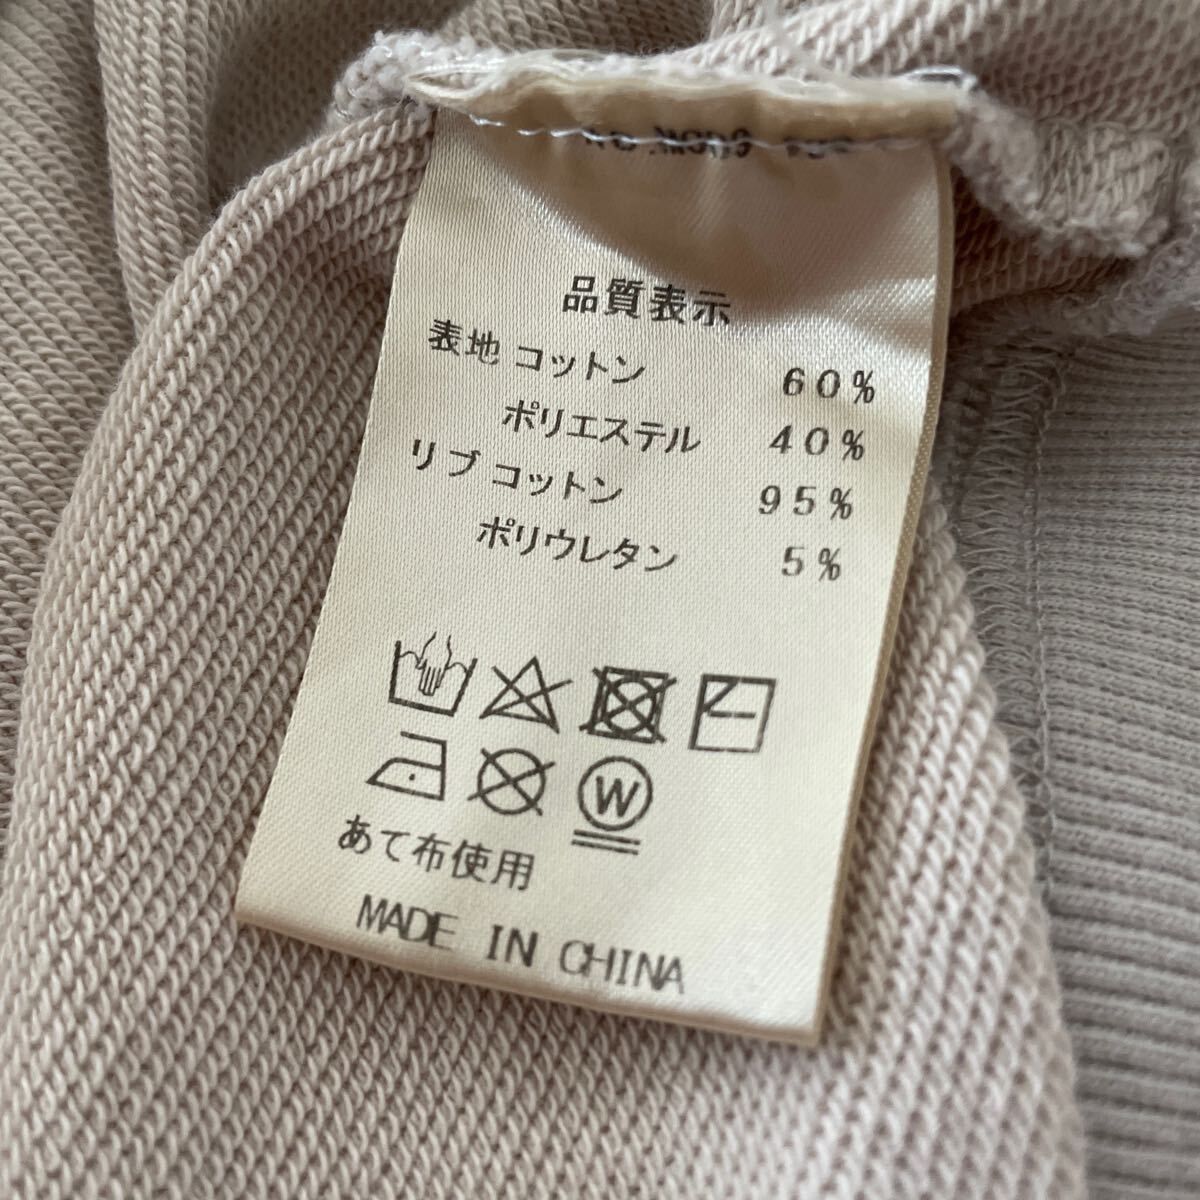 品質表示
表地 コットン 60%
ポリエステル 40%
リブ コットン 95%
ポリウレタン 5%
W
あて布使用
MADE IN CHINA